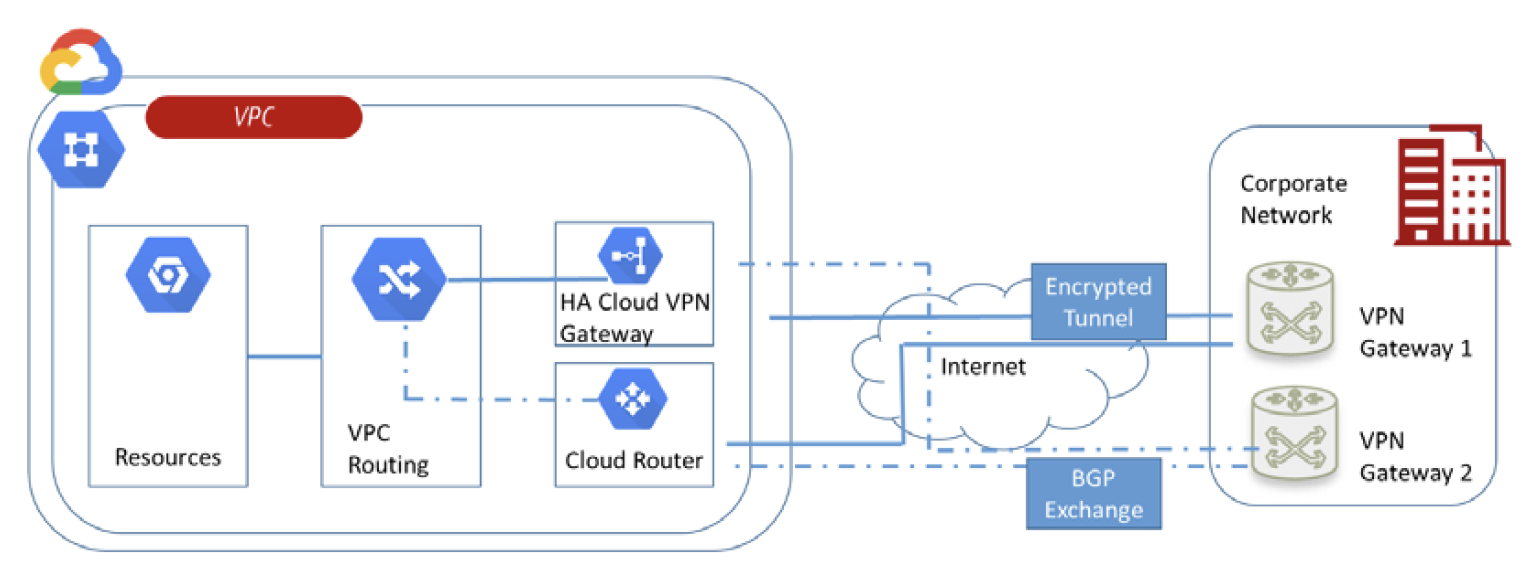 VPC
Resources
VPC
Routing
HA Cloud VPN
Gateway
Cloud Router
Internet
Encrypted
Tunnel
BGP
Exchange
Corporate
Network
VPN
Gateway 1
VPN
Gateway 2